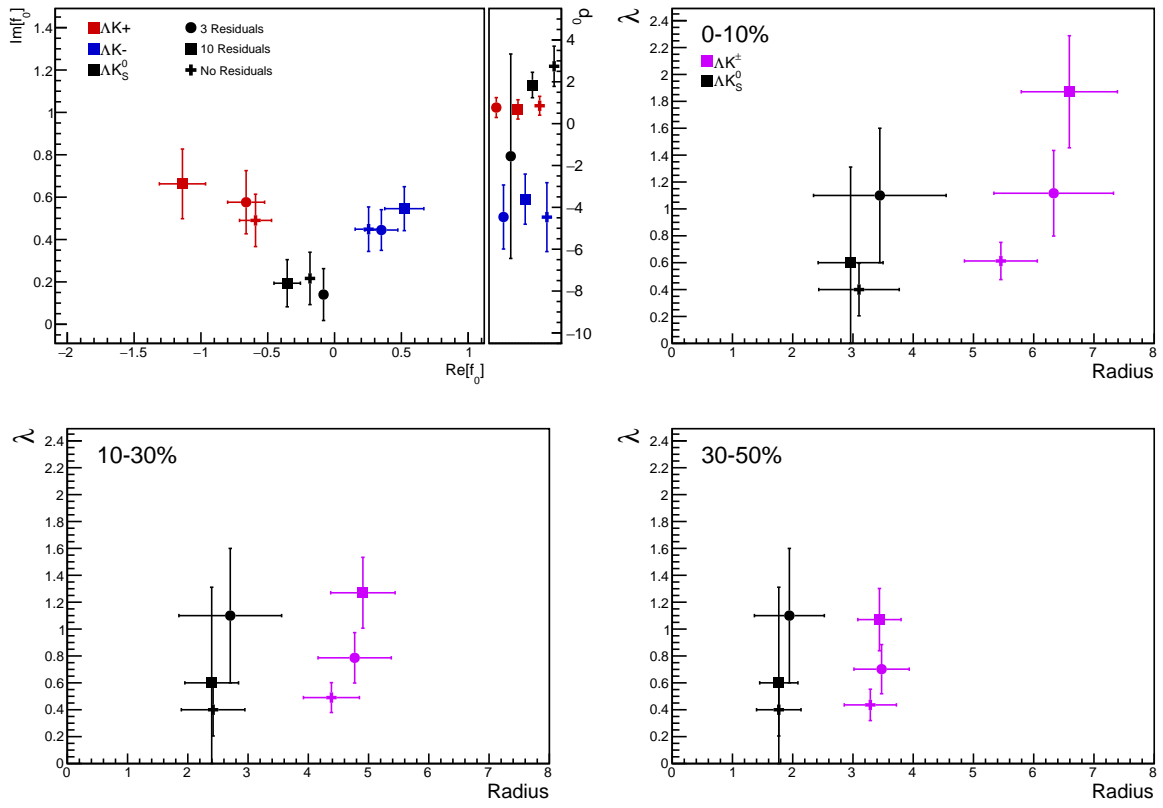 Im[f₀]
1.4
1.2
1
0.8
0.6
0.4
0.2
0
ΛK+
ΛK-
ΛK⁰S
3 Residuals
10 Residuals
No Residuals
−2 −1.5 −1 −0.5 0 0.5 1
Re[f₀]
d₀
4
2
0
−2
−4
−6
−8
−10
λ
2.4
2.2
2
1.8
1.6
1.4
1.2
1
0.8
0.6
0.4
0.2
0
0-10%
ΛK±
ΛK⁰S
0 1 2 3 4 5 6 7 8
Radius
λ
2.4
2.2
2
1.8
1.6
1.4
1.2
1
0.8
0.6
0.4
0.2
0
10-30%
0 1 2 3 4 5 6 7 8
Radius
λ
2.4
2.2
2
1.8
1.6
1.4
1.2
1
0.8
0.6
0.4
0.2
0
30-50%
0 1 2 3 4 5 6 7 8
Radius